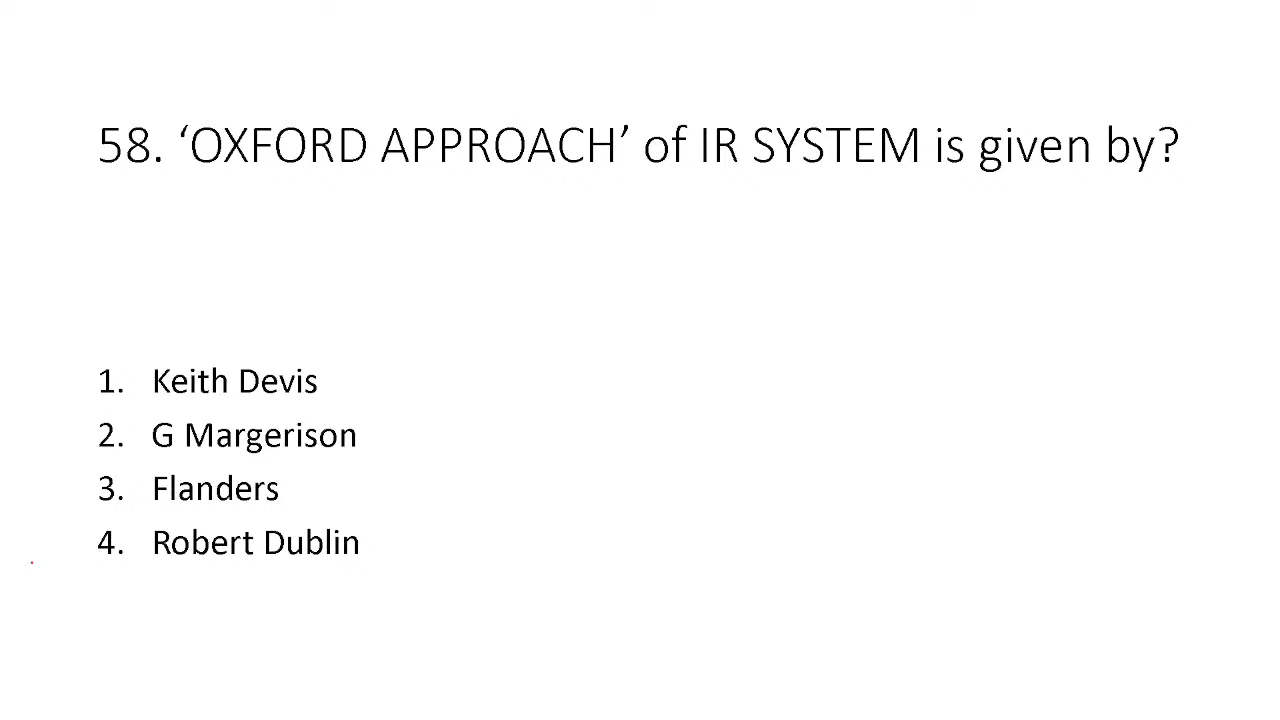 58. ‘OXFORD APPROACH’ of IR SYSTEM is given by?
1. Keith Devis
2. G Margerison
3. Flanders
4. Robert Dublin